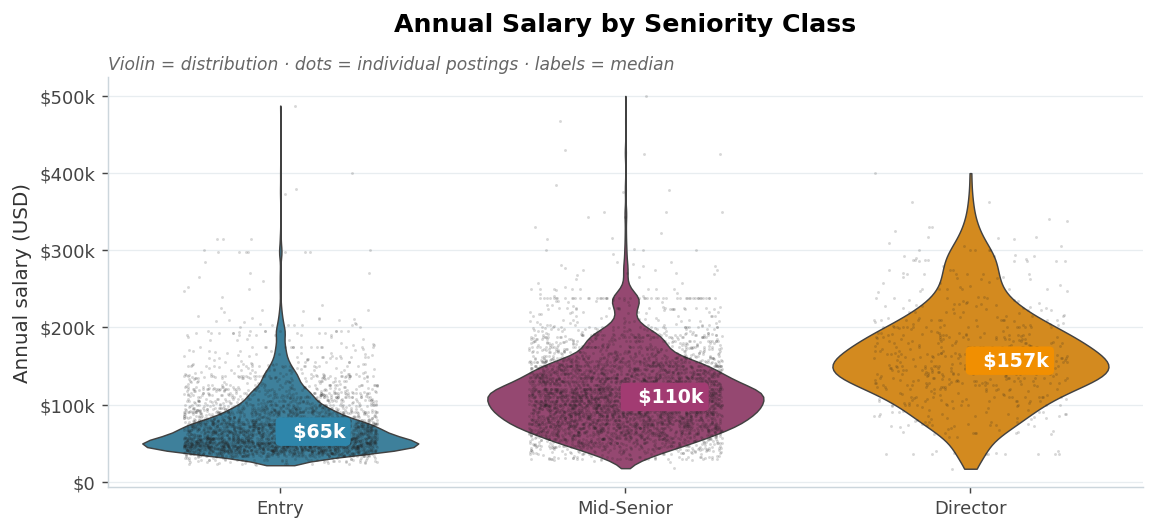 Annual Salary by Seniority Class
Violin = distribution · dots = individual postings · labels = median
Annual salary (USD)
$500k
$400k
$300k
$200k
$100k
$0
$65k
$110k
$157k
Entry
Mid-Senior
Director